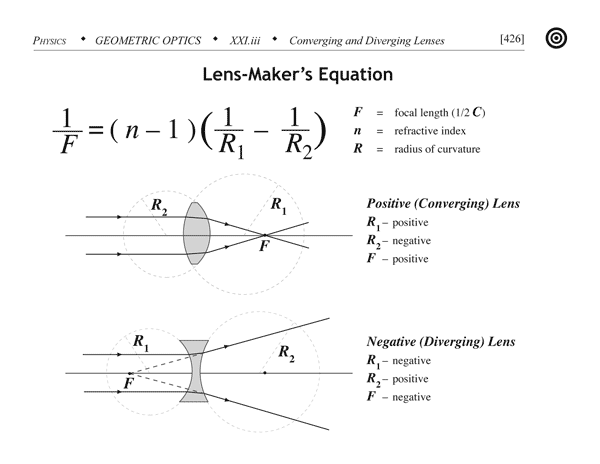 PHYSICS ◆ GEOMETRIC OPTICS ◆ XXI.iii ◆ Converging and Diverging Lenses [426]
Lens-Maker's Equation
1/F = ( n – 1 ) ( 1/R1 – 1/R2 )
F = focal length (1/2 C)
n = refractive index
R = radius of curvature
R2 R1
F
Positive (Converging) Lens
R1 – positive
R2 – negative
F – positive
R1 R2
F
Negative (Diverging) Lens
R1 – negative
R2 – positive
F – negative